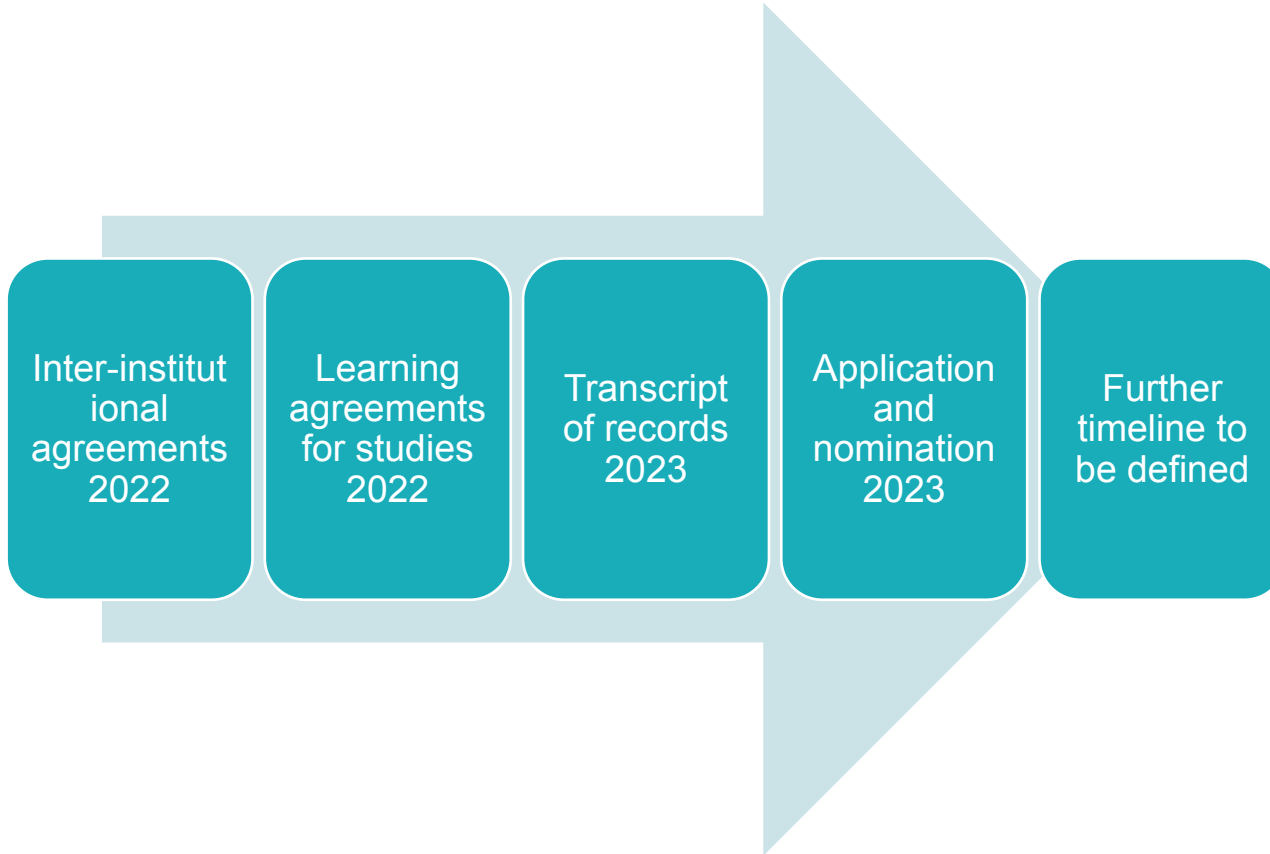 Inter-institut
ional
agreements
2022
Learning
agreements
for studies
2022
Transcript
of records
2023
Application
and
nomination
2023
Further
timeline to
be defined